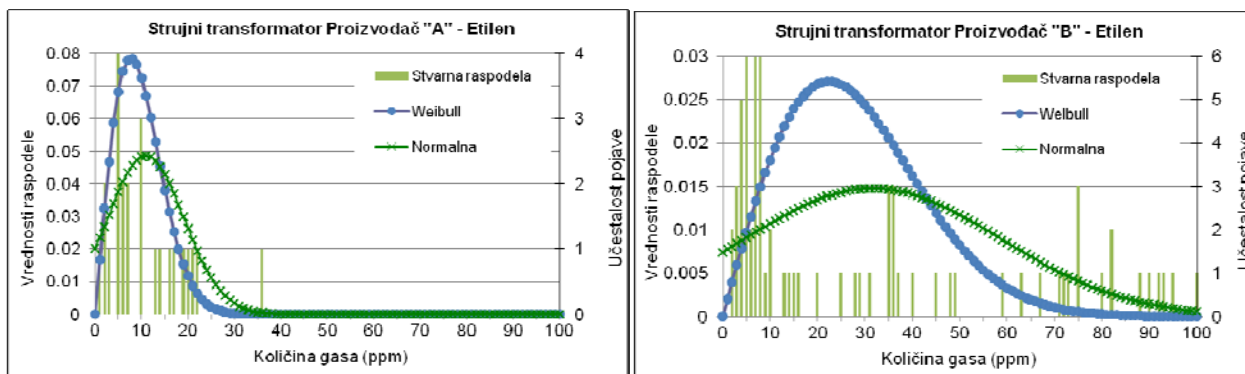 Strujni transformator Proizvođač "A" - Etilen
0.08
0.07
0.06
0.05
0.04
0.03
0.02
0.01
0
Vrednosti raspodele
4
3
2
1
0
Učestalost pojave
Stvarna raspodela
Weibull
Normalna
0 10 20 30 40 50 60 70 80 90 100
Količina gasa (ppm)
Strujni transformator Proizvođač "B" - Etilen
0.03
0.025
0.02
0.015
0.01
0.005
0
Vrednosti raspodele
6
5
4
3
2
1
0
Učestalost pojave
Stvarna raspodela
Weibull
Normalna
0 10 20 30 40 50 60 70 80 90 100
Količina gasa (ppm)